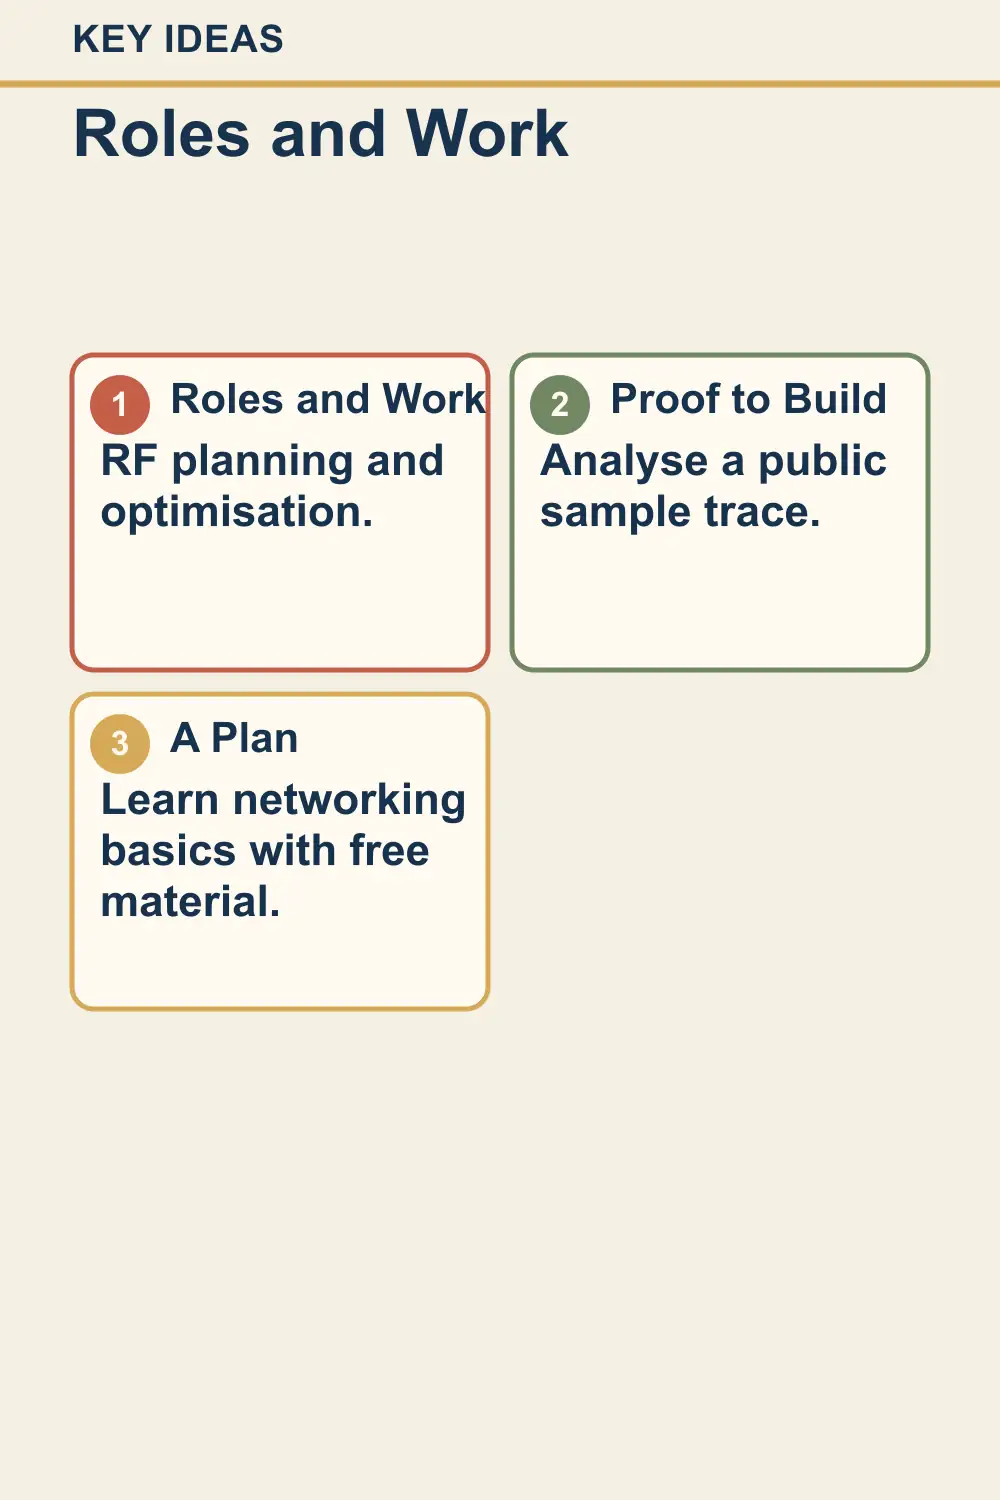 KEY IDEAS
Roles and Work
1 Roles and Work
RF planning and
optimisation.
2 Proof to Build
Analyse a public
sample trace.
3 A Plan
Learn networking
basics with free
material.